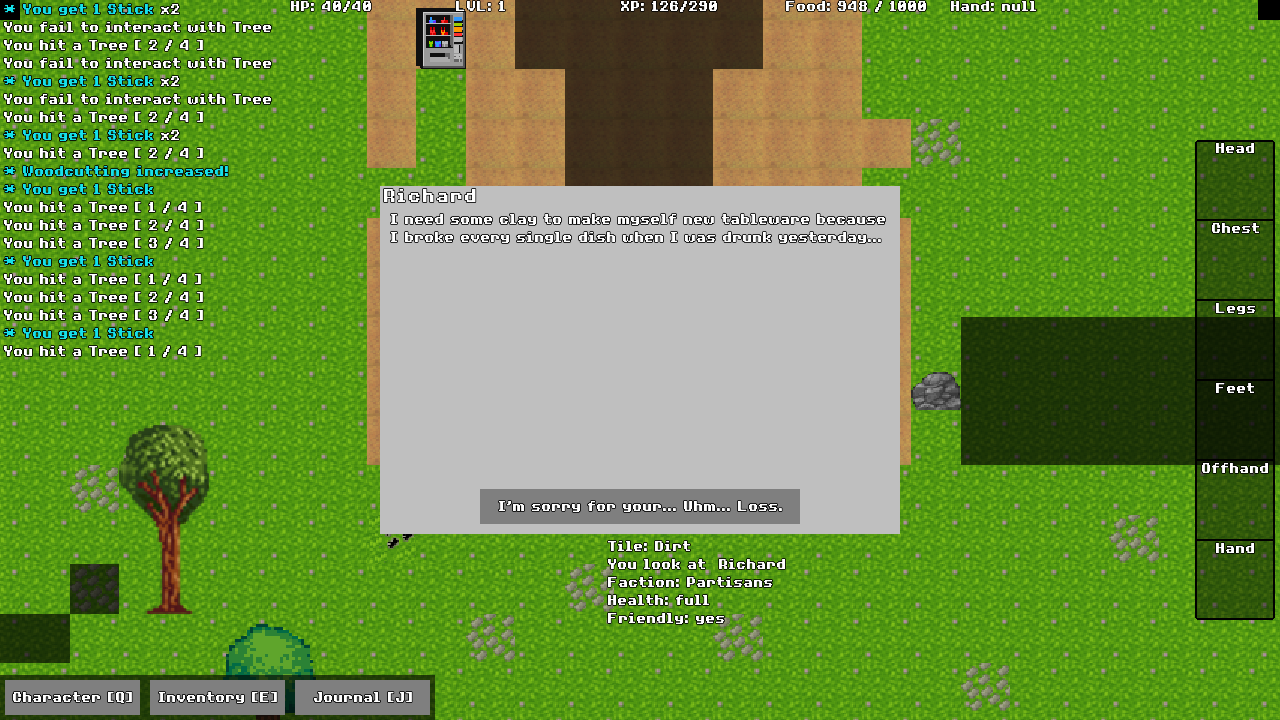 * You get 1 Stick x2
You fail to interact with Tree
You hit a Tree [ 2 / 4 ]
You fail to interact with Tree
* You get 1 Stick x2
You fail to interact with Tree
You hit a Tree [ 2 / 4 ]
* You get 1 Stick x2
You hit a Tree [ 2 / 4 ]
* Woodcutting increased!
* You get 1 Stick
You hit a Tree [ 1 / 4 ]
You hit a Tree [ 2 / 4 ]
You hit a Tree [ 3 / 4 ]
* You get 1 Stick
You hit a Tree [ 1 / 4 ]
You hit a Tree [ 2 / 4 ]
You hit a Tree [ 3 / 4 ]
* You get 1 Stick
You hit a Tree [ 1 / 4 ]
HP: 40/40 LVL: 1 XP: 126/290 Food: 948 / 1000 Hand: null
Richard
I need some clay to make myself new tableware because
I broke every single dish when I was drunk yesterday...
I'm sorry for your... Uhm... Loss.
Tile: Dirt
You look at Richard
Faction: Partisans
Health: full
Friendly: yes
Head
Chest
Legs
Feet
Offhand
Hand
Character [Q] Inventory [E] Journal [J]